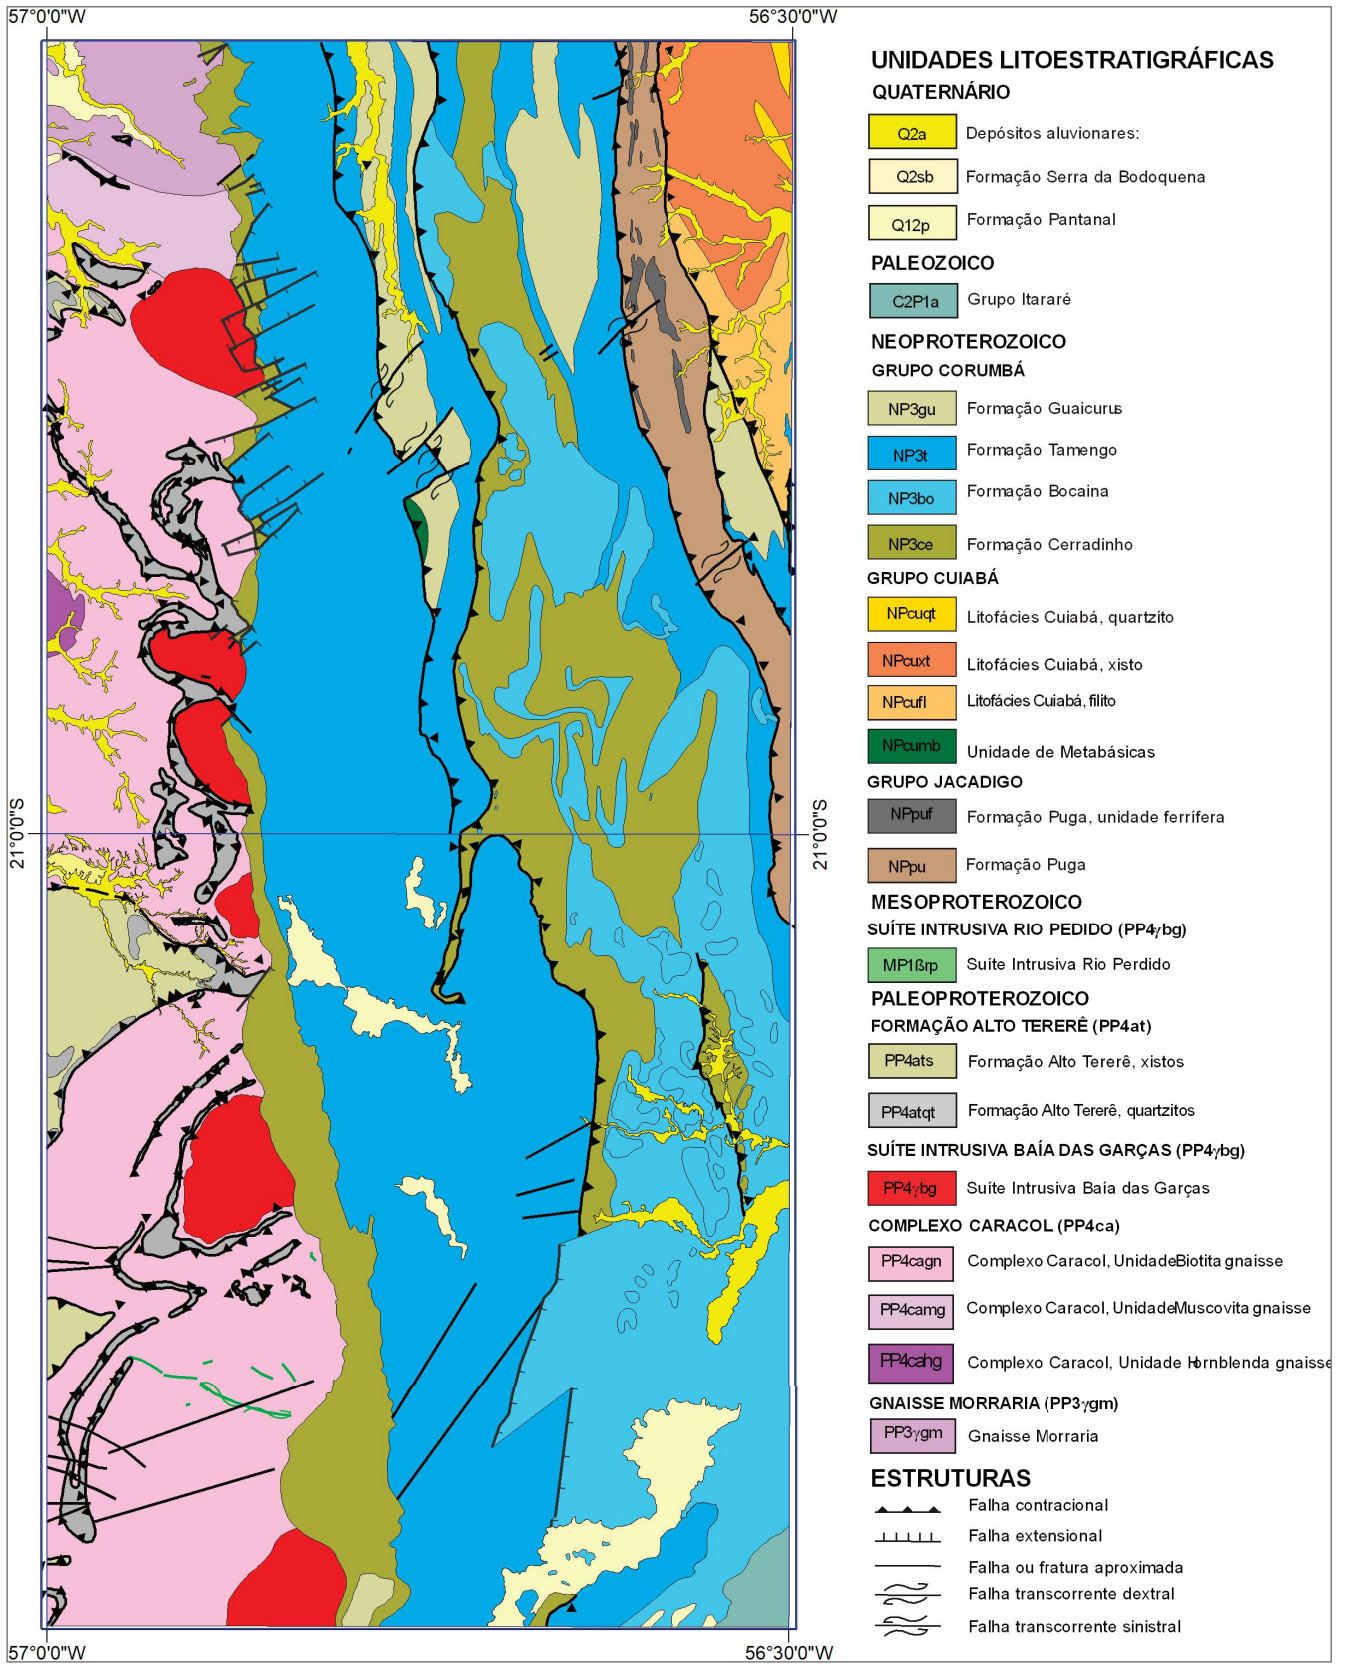 57°0'0"W
56°30'0"W
21°0'0"S
21°0'0"S
57°0'0"W
56°30'0"W
UNIDADES LITOESTRATIGRÁFICAS
QUATERNÁRIO
Q2a Depósitos aluvionares:
Q2sb Formação Serra da Bodoquena
Q12p Formação Pantanal
PALEOZOICO
C2P1a Grupo Itararé
NEOPROTEROZOICO
GRUPO CORUMBÁ
NP3gu Formação Guaicurus
NP3t Formação Tamengo
NP3bo Formação Bocaina
NP3ce Formação Cerradinho
GRUPO CUIABÁ
NPcuqt Litofácies Cuiabá, quartzito
NPcuxt Litofácies Cuiabá, xisto
NPcufl Litofácies Cuiabá, filito
NPcumb Unidade de Metabásicas
GRUPO JACADIGO
NPpuf Formação Puga, unidade ferrífera
NPpu Formação Puga
MESOPROTEROZOICO
SUÍTE INTRUSIVA RIO PEDIDO (PP4γbg)
MP1ßrp Suíte Intrusiva Rio Perdido
PALEOPROTEROZOICO
FORMAÇÃO ALTO TERERÊ (PP4at)
PP4ats Formação Alto Tererê, xistos
PP4atqt Formação Alto Tererê, quartzitos
SUÍTE INTRUSIVA BAÍA DAS GARÇAS (PP4γbg)
PP4γbg Suíte Intrusiva Baía das Garças
COMPLEXO CARACOL (PP4ca)
PP4cagn Complexo Caracol, Unidade Biotita gnaisse
PP4camg Complexo Caracol, Unidade Muscovita gnaisse
PP4cahg Complexo Caracol, Unidade Hornblenda gnaisse
GNAISSE MORRARIA (PP3γgm)
PP3γgm Gnaisse Morraria
ESTRUTURAS
Falha contracional
Falha extensional
Falha ou fratura aproximada
Falha transcorrente dextral
Falha transcorrente sinistral